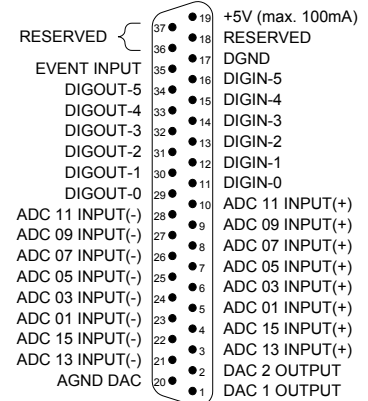 RESERVED
EVENT INPUT
DIGOUT-5
DIGOUT-4
DIGOUT-3
DIGOUT-2
DIGOUT-1
DIGOUT-0
ADC 11 INPUT(-)
ADC 09 INPUT(-)
ADC 07 INPUT(-)
ADC 05 INPUT(-)
ADC 03 INPUT(-)
ADC 01 INPUT(-)
ADC 15 INPUT(-)
ADC 13 INPUT(-)
AGND DAC
37
36
35
34
33
32
31
30
29
28
27
26
25
24
23
22
21
20
19
18
17
16
15
14
13
12
11
10
9
8
7
6
5
4
3
2
1
+5V (max. 100mA)
RESERVED
DGND
DIGIN-5
DIGIN-4
DIGIN-3
DIGIN-2
DIGIN-1
DIGIN-0
ADC 11 INPUT(+)
ADC 09 INPUT(+)
ADC 07 INPUT(+)
ADC 05 INPUT(+)
ADC 03 INPUT(+)
ADC 01 INPUT(+)
ADC 15 INPUT(+)
ADC 13 INPUT(+)
DAC 2 OUTPUT
DAC 1 OUTPUT